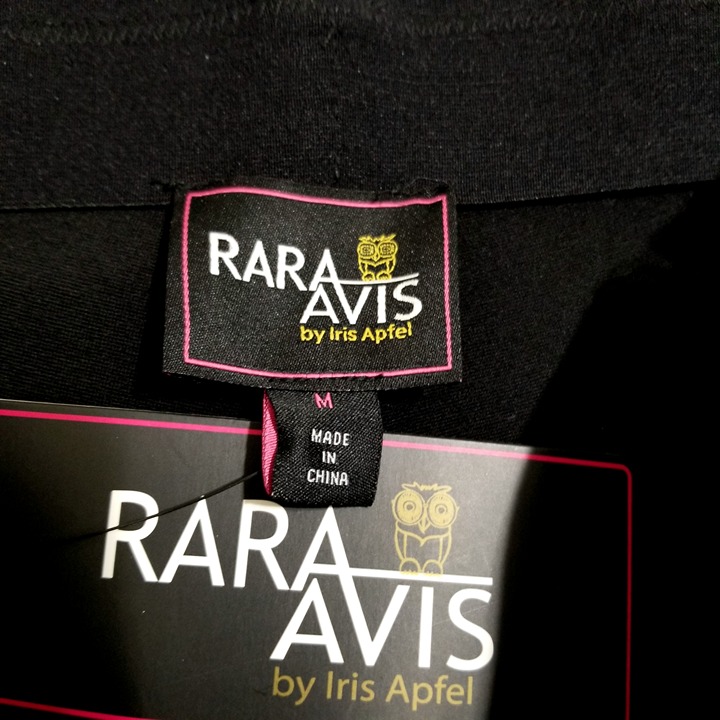 RARA
AVIS
by Iris Apfel
M
MADE
IN
CHINA
RARA
AVIS
by Iris Apfel